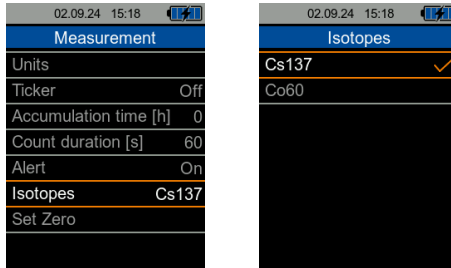 02.09.24 15:18
Measurement
Units
Ticker Off
Accumulation time [h] 0
Count duration [s] 60
Alert On
Isotopes Cs137
Set Zero
02.09.24 15:18
Isotopes
Cs137
Co60